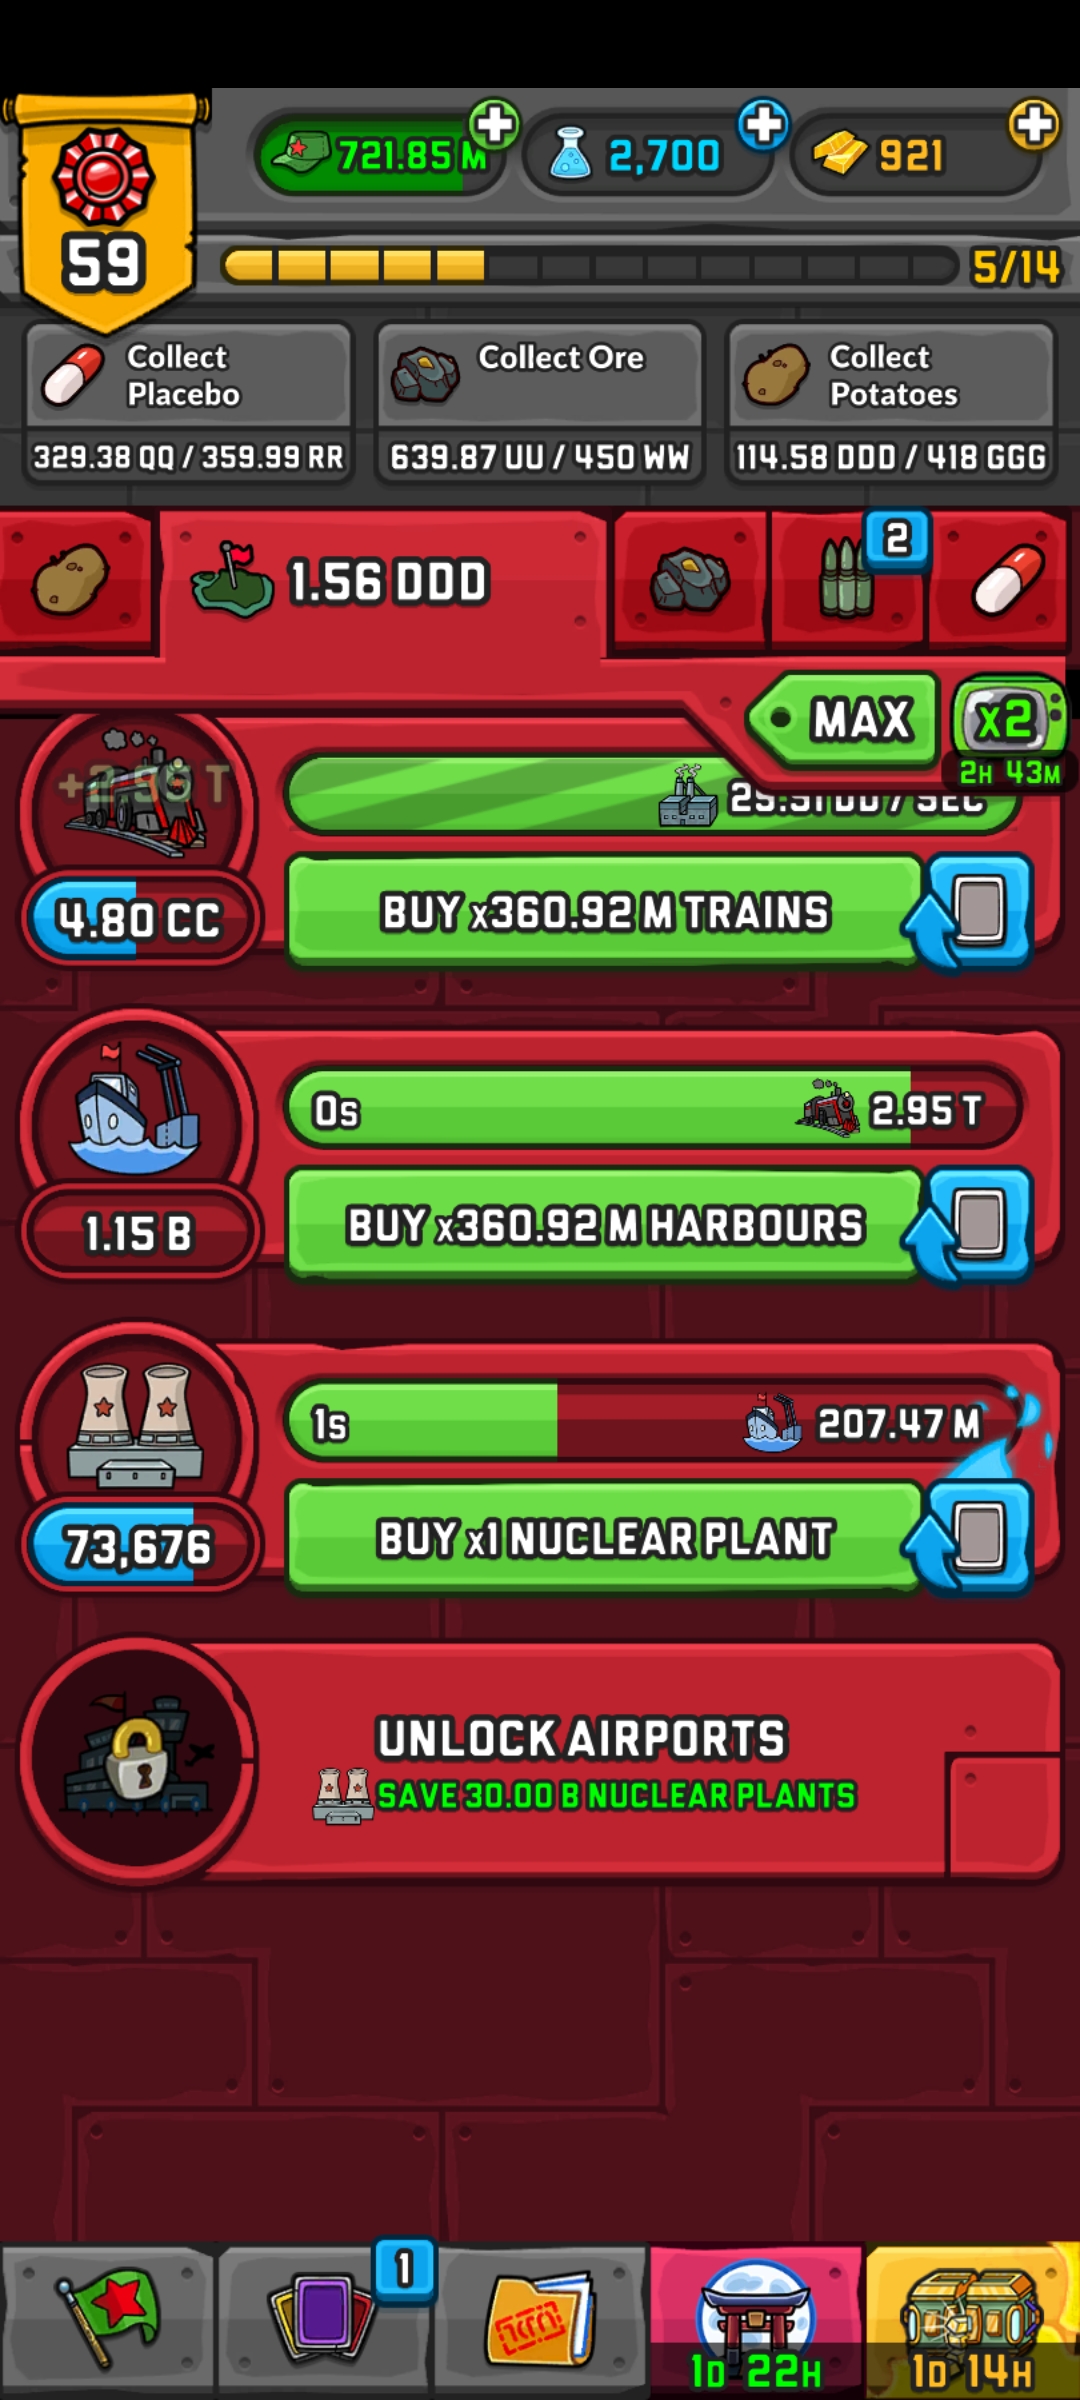 721.85 M
2,700
921
59
5/14
Collect
Placebo
329.38 QQ / 359.99 RR
Collect Ore
639.87 UU / 450 WW
Collect
Potatoes
114.58 DDD / 418 GGG
1.56 DDD
2
MAX
x2
2H 43M
/ SEC
4.80 CC
BUY x360.92 M TRAINS
0s
2.95 T
1.15 B
BUY x360.92 M HARBOURS
1s
207.47 M
73,676
BUY x1 NUCLEAR PLANT
UNLOCK AIRPORTS
SAVE 30.00 B NUCLEAR PLANTS
1
1D 22H
1D 14H